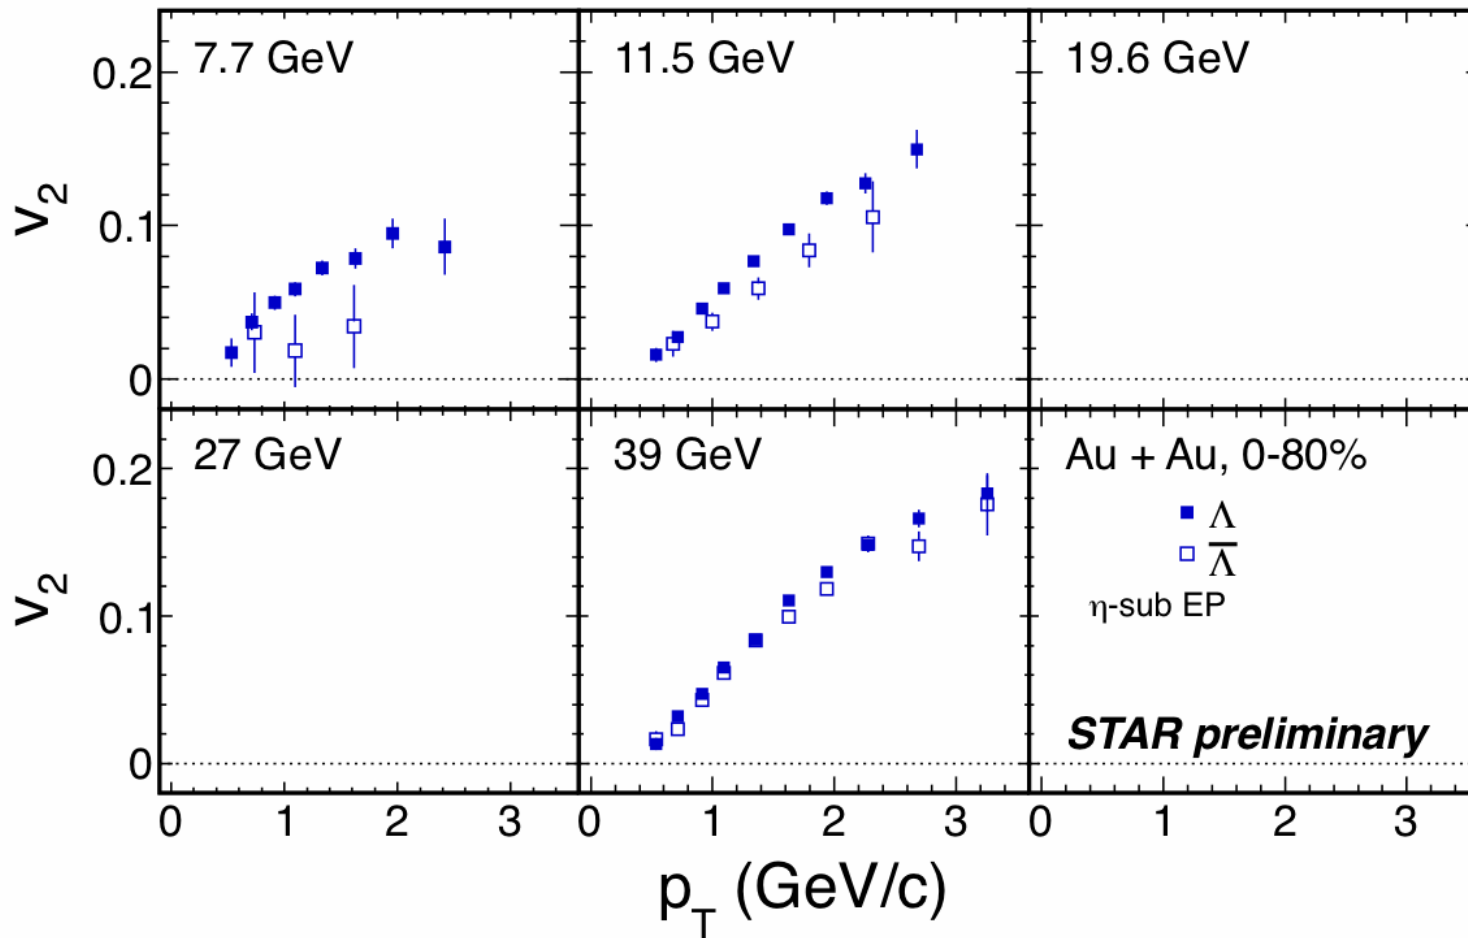 7.7 GeV
11.5 GeV
19.6 GeV
0.2
0.1
0
v2
27 GeV
39 GeV
Au + Au, 0-80%
Λ
Λ̅
η-sub EP
STAR preliminary
0.2
0.1
0
v2
0 1 2 3 0 1 2 3 0 1 2 3
pT (GeV/c)